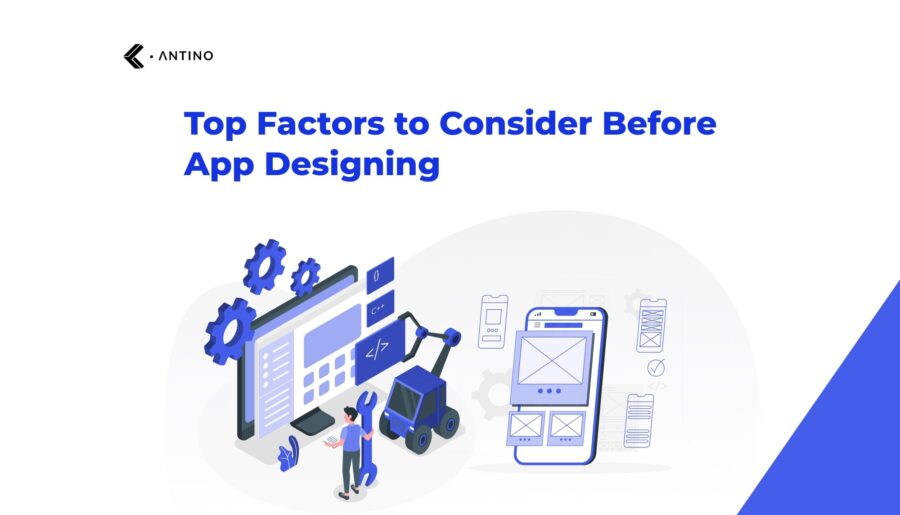 · ANTINO
Top Factors to Consider Before
App Designing
()
C++
</>
</>